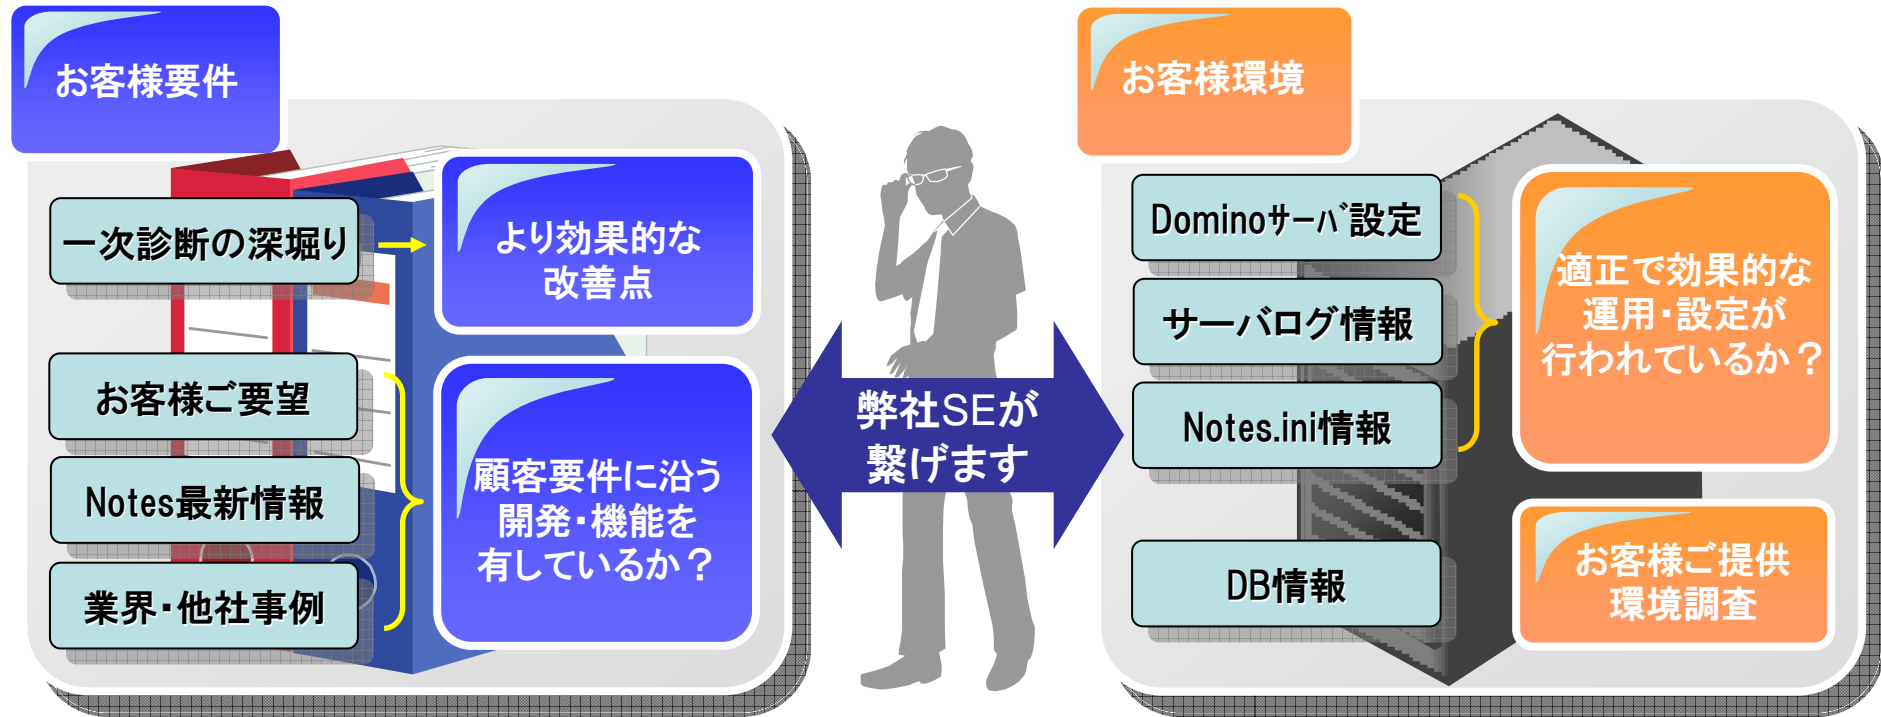 お客様要件
一次診断の深堀り
より効果的な
改善点
お客様ご要望
Notes最新情報
業界・他社事例
顧客要件に沿う
開発・機能を
有しているか？
弊社SEが
繋げます
お客様環境
Dominoｻｰﾊﾞ設定
サーバログ情報
Notes.ini情報
適正で効果的な
運用・設定が
行われているか？
DB情報
お客様ご提供
環境調査